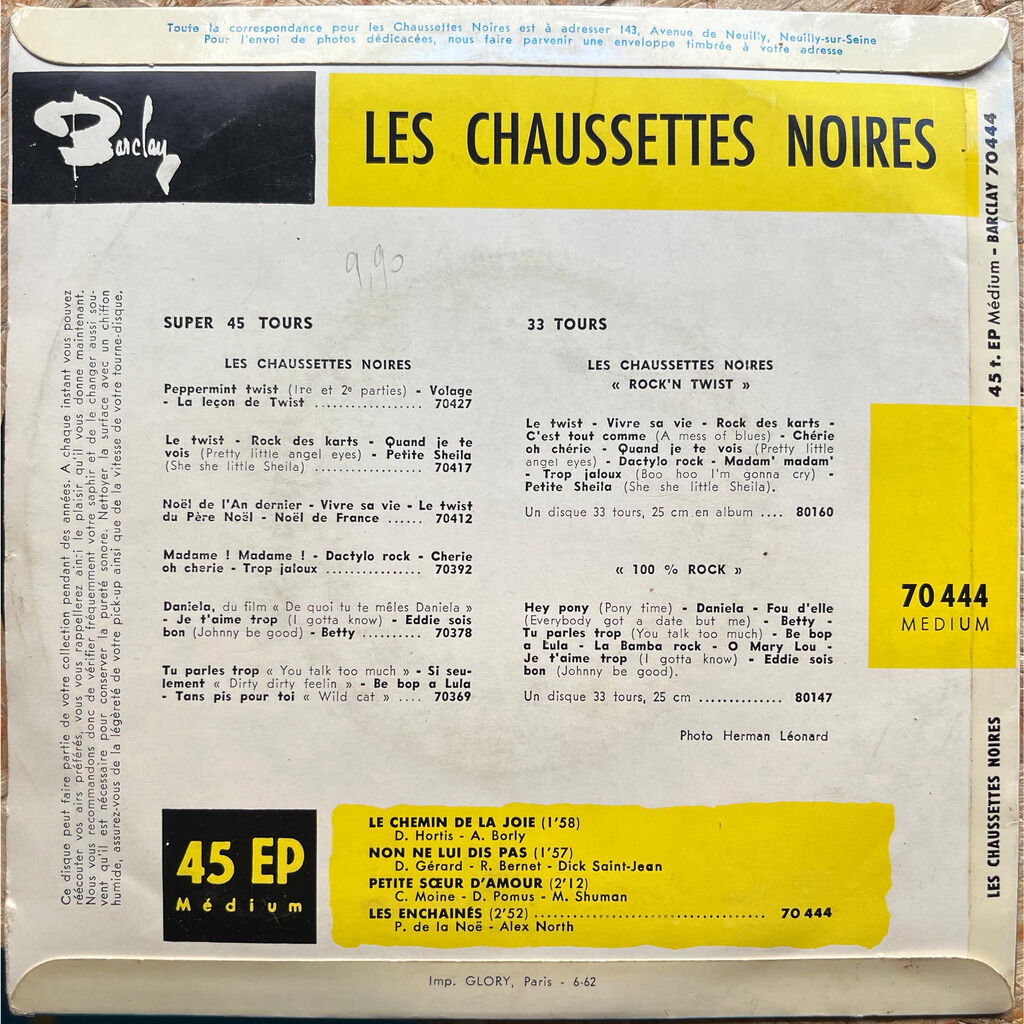 Toute la correspondance pour les Chaussettes Noires est à adresser 143, Avenue de Neuilly, Neuilly-sur-Seine
Pour l'envoi de photos dédicacées, nous faire parvenir une enveloppe timbrée à votre adresse
Barclay
LES CHAUSSETTES NOIRES
45 t. EP Médium - BARCLAY 70444
9,90
SUPER 45 TOURS
LES CHAUSSETTES NOIRES
Peppermint twist (Ire et 2e parties) - Volage
- La leçon de Twist .................. 70427
Le twist - Rock des karts - Quand je te
vois (Pretty little angel eyes) - Petite Sheila
(She she little Sheila) .................. 70417
Noël de l'An dernier - Vivre sa vie - Le twist
du Père Noël - Noël de France ...... 70412
Madame ! Madame ! - Dactylo rock - Cherie
oh cherie - Trop jaloux ................ 70392
Daniela, du film « De quoi tu te mêles Daniela »
- Je t'aime trop (I gotta know) - Eddie sois
bon (Johnny be good) - Betty .......... 70378
Tu parles trop « You talk too much » - Si seu-
lement « Dirty dirty feelin » - Be bop a Lula
- Tans pis pour toi « Wild cat » .... 70369
33 TOURS
LES CHAUSSETTES NOIRES
« ROCK'N TWIST »
Le twist - Vivre sa vie - Rock des karts -
C'est tout comme (A mess of blues) - Chérie
oh chérie - Quand je te vois (Pretty little
angel eyes) - Dactylo rock - Madam' madam'
- Trop jaloux (Boo hoo I'm gonna cry) -
Petite Sheila (She she little Sheila).
Un disque 33 tours, 25 cm en album .... 80160
« 100 % ROCK »
Hey pony (Pony time) - Daniela - Fou d'elle
(Everybody got a date but me) - Betty -
Tu parles trop (You talk too much) - Be bop
a Lula - La Bamba rock - O Mary Lou -
Je t'aime trop (I gotta know) - Eddie sois
bon (Johnny be good).
Un disque 33 tours, 25 cm .............. 80147
Photo Herman Léonard
70 444
MEDIUM
Ce disque peut faire partie de votre collection pendant des années. A chaque instant vous pouvez
réécouter vos airs préférés, vous vous rappellerez ainsi le plaisir qu'il vous donne maintenant.
Nous vous recommandons donc de vérifier fréquemment votre saphir et de le changer aussi sou-
vent qu'il est nécessaire pour conserver la pureté sonore. Nettoyer la surface avec un chiffon
humide, assurez-vous de la légéreté de votre pick-up ainsi que de la vitesse de votre tourne-disque.
LES CHAUSSETTES NOIRES
45 EP
Médium
LE CHEMIN DE LA JOIE (1'58)
D. Hortis - A. Borly
NON NE LUI DIS PAS (1'57)
D. Gérard - R. Bernet - Dick Saint-Jean
PETITE SŒUR D'AMOUR (2'12)
C. Moine - D. Pomus - M. Shuman
LES ENCHAINÉS (2'52) .................................... 70 444
P. de la Noë - Alex North
Imp. GLORY, Paris - 6-62